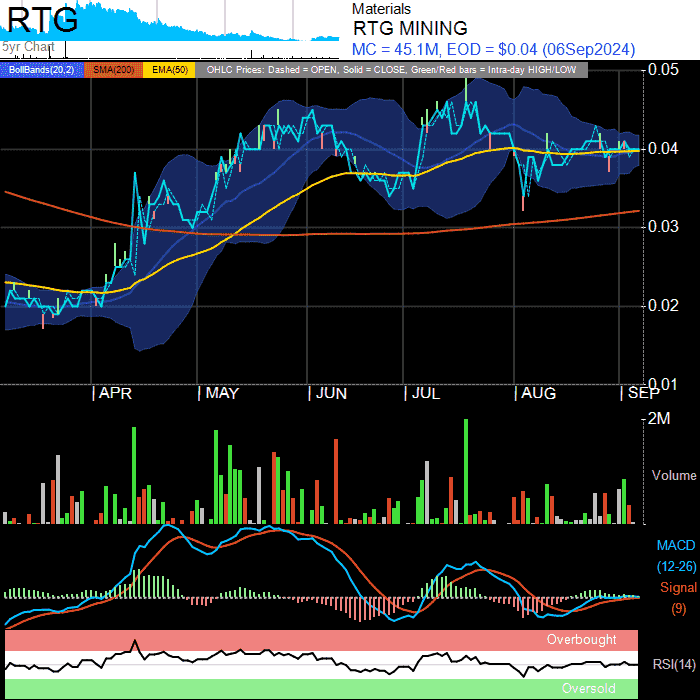 RTG
5yr Chart
Materials
RTG MINING
MC = 45.1M, EOD = $0.04 (06Sep2024)
BollBands(20,2) SMA(200) EMA(50) OHLC Prices: Dashed = OPEN, Solid = CLOSE, Green/Red bars = Intra-day HIGH/LOW
0.05
0.04
0.03
0.02
0.01
APR MAY JUN JUL AUG SEP
2M
Volume
MACD
(12-26)
Signal
(9)
Overbought
RSI(14)
Oversold